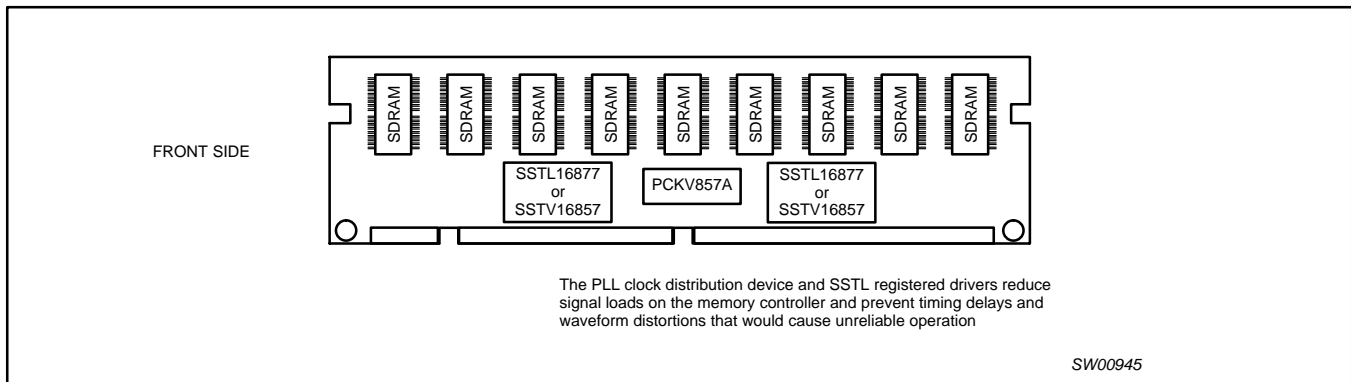 SDRAM SDRAM SDRAM SDRAM SDRAM SDRAM SDRAM SDRAM SDRAM
FRONT SIDE
SSTL16877
or
SSTV16857
PCKV857A
SSTL16877
or
SSTV16857
The PLL clock distribution device and SSTL registered drivers reduce
signal loads on the memory controller and prevent timing delays and
waveform distortions that would cause unreliable operation
SW00945